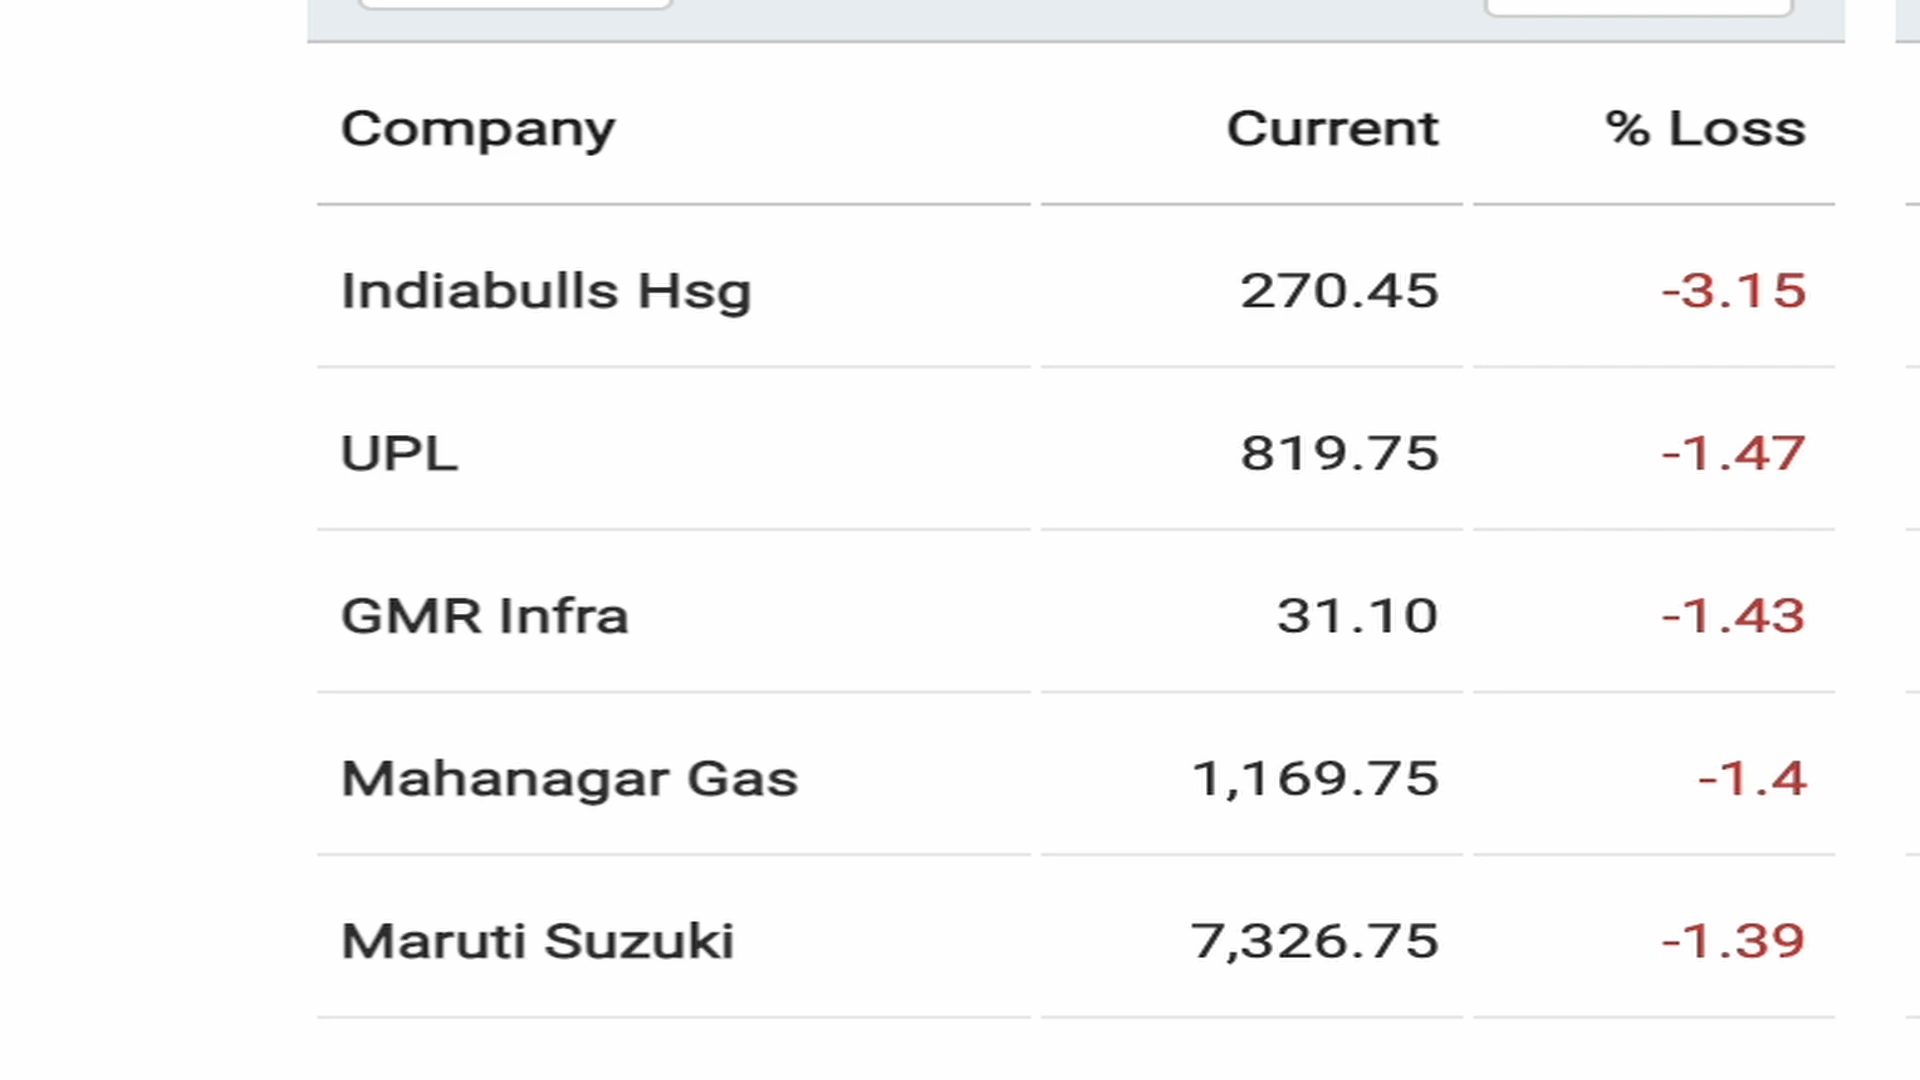 Company Current % Loss
Indiabulls Hsg 270.45 -3.15
UPL 819.75 -1.47
GMR Infra 31.10 -1.43
Mahanagar Gas 1,169.75 -1.4
Maruti Suzuki 7,326.75 -1.39